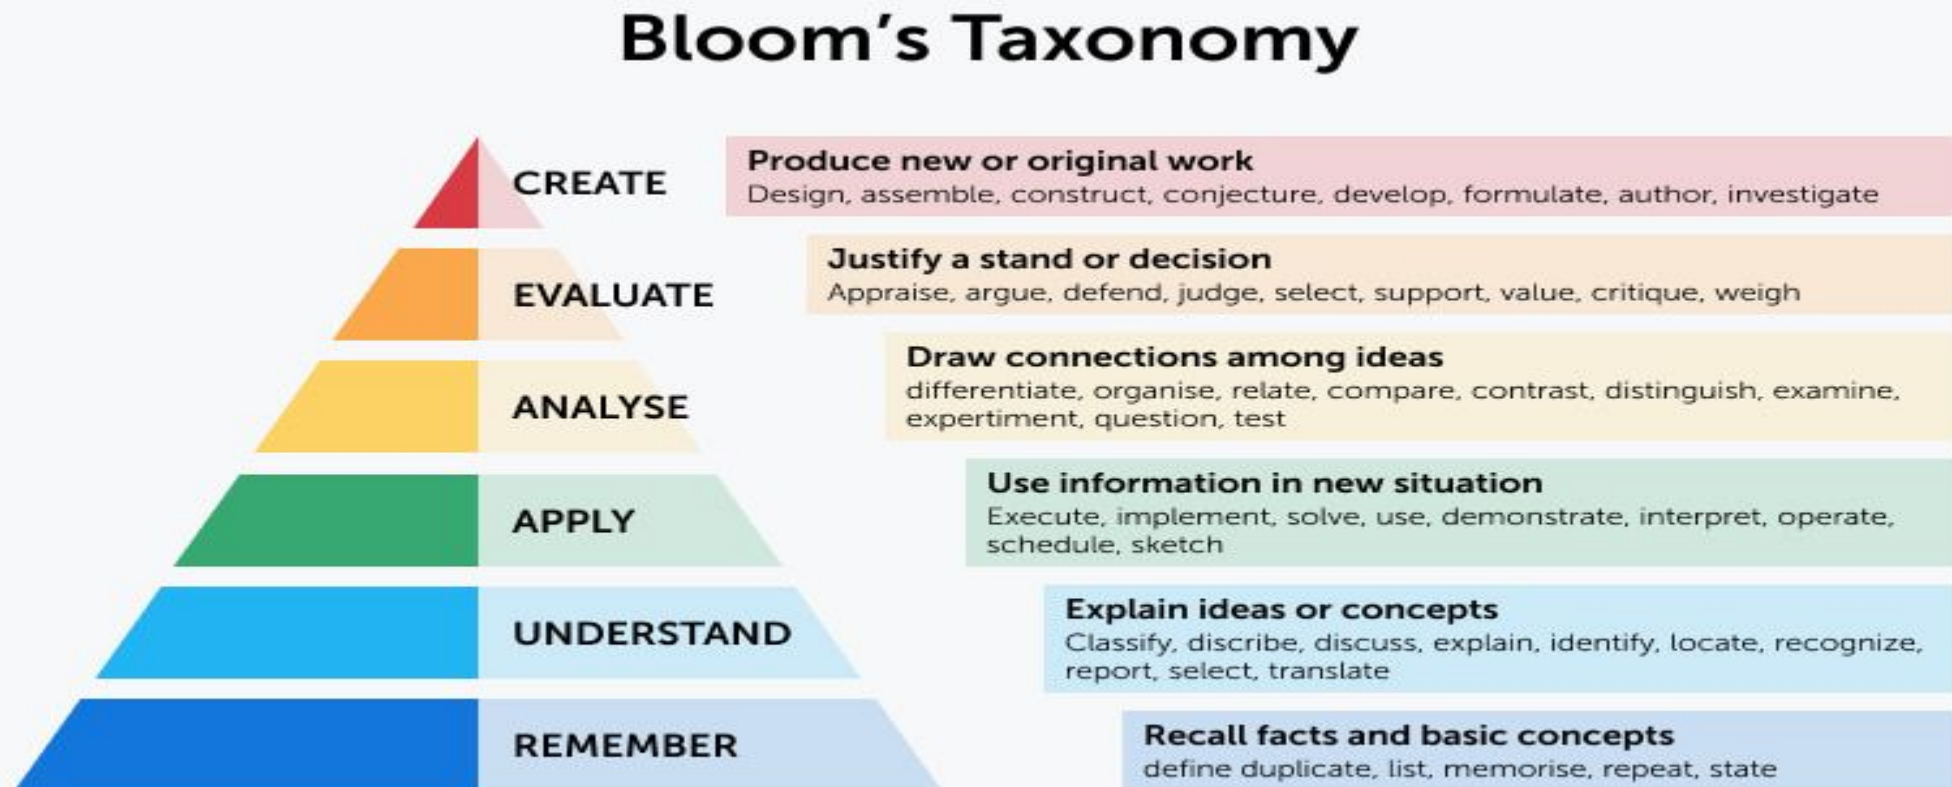 Bloom's Taxonomy
CREATE
Produce new or original work
Design, assemble, construct, conjecture, develop, formulate, author, investigate
EVALUATE
Justify a stand or decision
Appraise, argue, defend, judge, select, support, value, critique, weigh
ANALYSE
Draw connections among ideas
differentiate, organise, relate, compare, contrast, distinguish, examine,
expertiment, question, test
APPLY
Use information in new situation
Execute, implement, solve, use, demonstrate, interpret, operate,
schedule, sketch
UNDERSTAND
Explain ideas or concepts
Classify, discribe, discuss, explain, identify, locate, recognize,
report, select, translate
REMEMBER
Recall facts and basic concepts
define duplicate, list, memorise, repeat, state